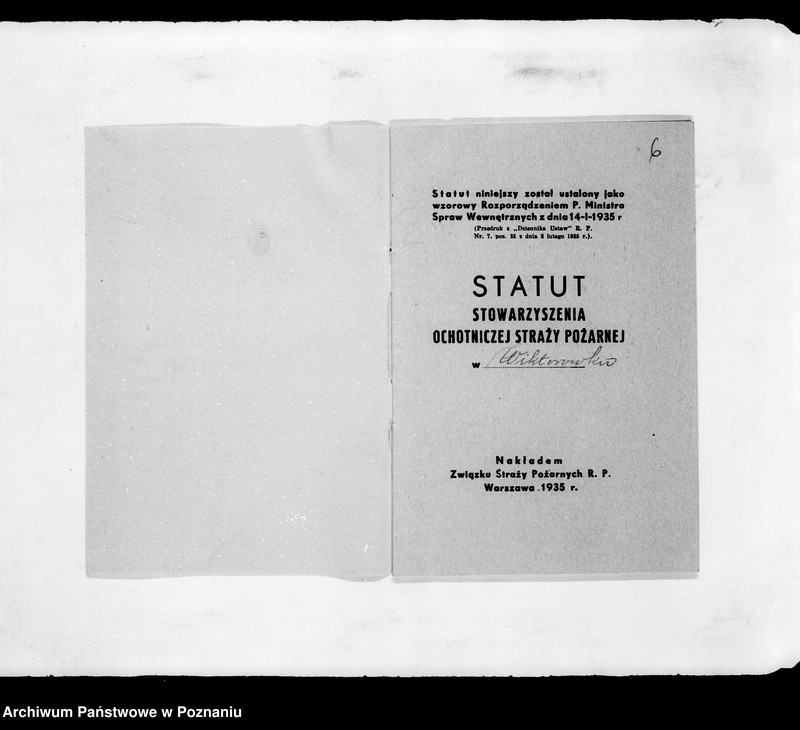 6
Statut niniejszy został ustalony jako
wzorowy Rozporządzeniem P. Ministra
Spraw Wewnętrznych z dnia 14-I-1935 r
(Przedruk z „Dziennika Ustaw" R. P.
Nr. 7, poz. 35 z dnia 8 lutego 1935 r.).
STATUT
STOWARZYSZENIA
OCHOTNICZEJ STRAŻY POŻARNEJ
w Wiktorowku
Nakładem
Związku Straży Pożarnych R. P.
Warszawa 1935 r.
Archiwum Państwowe w Poznaniu